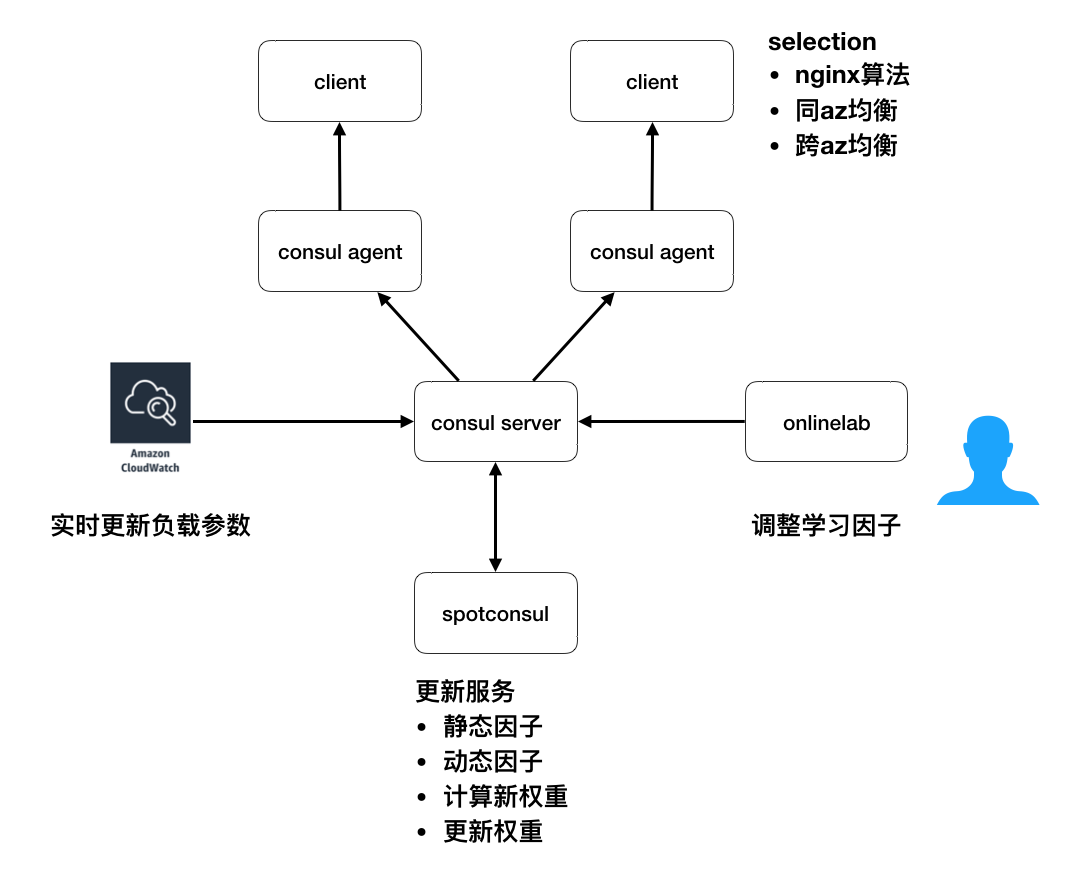 selection
• nginx算法
• 同az均衡
• 跨az均衡
client
client
consul agent
consul agent
Amazon
CloudWatch
consul server
onlinelab
实时更新负载参数
调整学习因子
spotconsul
更新服务
• 静态因子
• 动态因子
• 计算新权重
• 更新权重